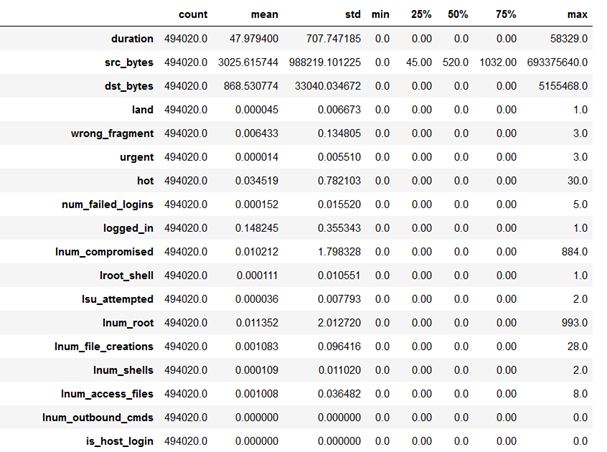 count mean std min 25% 50% 75% max
duration 494020.0 47.979400 707.747185 0.0 0.00 0.0 0.00 58329.0
src_bytes 494020.0 3025.615744 988219.101225 0.0 45.00 520.0 1032.00 693375640.0
dst_bytes 494020.0 868.530774 33040.034672 0.0 0.00 0.0 0.00 5155468.0
land 494020.0 0.000045 0.006673 0.0 0.00 0.0 0.00 1.0
wrong_fragment 494020.0 0.006433 0.134805 0.0 0.00 0.0 0.00 3.0
urgent 494020.0 0.000014 0.005510 0.0 0.00 0.0 0.00 3.0
hot 494020.0 0.034519 0.782103 0.0 0.00 0.0 0.00 30.0
num_failed_logins 494020.0 0.000152 0.015520 0.0 0.00 0.0 0.00 5.0
logged_in 494020.0 0.148245 0.355343 0.0 0.00 0.0 0.00 1.0
lnum_compromised 494020.0 0.010212 1.798328 0.0 0.00 0.0 0.00 884.0
lroot_shell 494020.0 0.000111 0.010551 0.0 0.00 0.0 0.00 1.0
lsu_attempted 494020.0 0.000036 0.007793 0.0 0.00 0.0 0.00 2.0
lnum_root 494020.0 0.011352 2.012720 0.0 0.00 0.0 0.00 993.0
lnum_file_creations 494020.0 0.001083 0.096416 0.0 0.00 0.0 0.00 28.0
lnum_shells 494020.0 0.000109 0.011020 0.0 0.00 0.0 0.00 2.0
lnum_access_files 494020.0 0.001008 0.036482 0.0 0.00 0.0 0.00 8.0
lnum_outbound_cmds 494020.0 0.000000 0.000000 0.0 0.00 0.0 0.00 0.0
is_host_login 494020.0 0.000000 0.000000 0.0 0.00 0.0 0.00 0.0